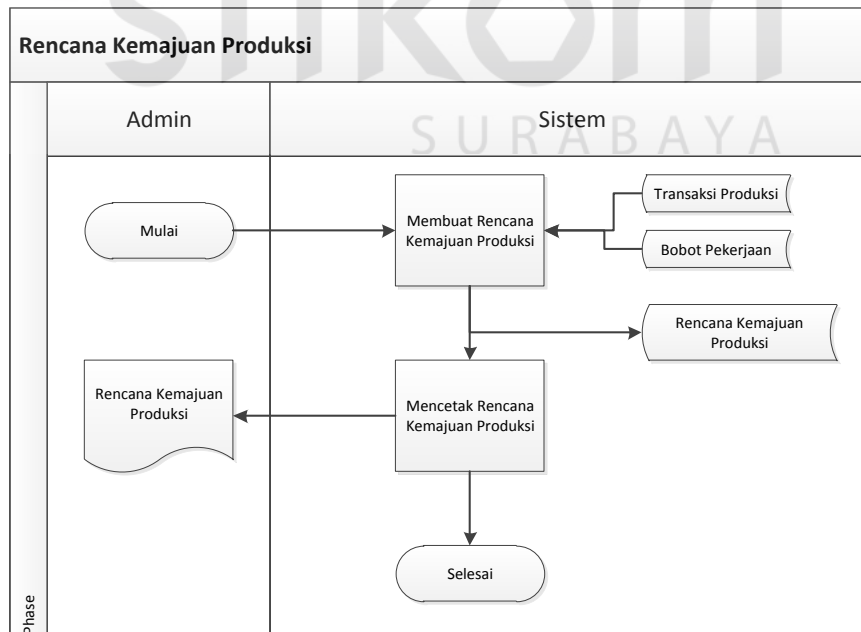 stikom
SURABAYA
Rencana Kemajuan Produksi
Admin
Sistem
Mulai
Membuat Rencana
Kemajuan Produksi
Transaksi Produksi
Bobot Pekerjaan
Rencana Kemajuan
Produksi
Rencana Kemajuan
Produksi
Mencetak Rencana
Kemajuan Produksi
Selesai
Phase